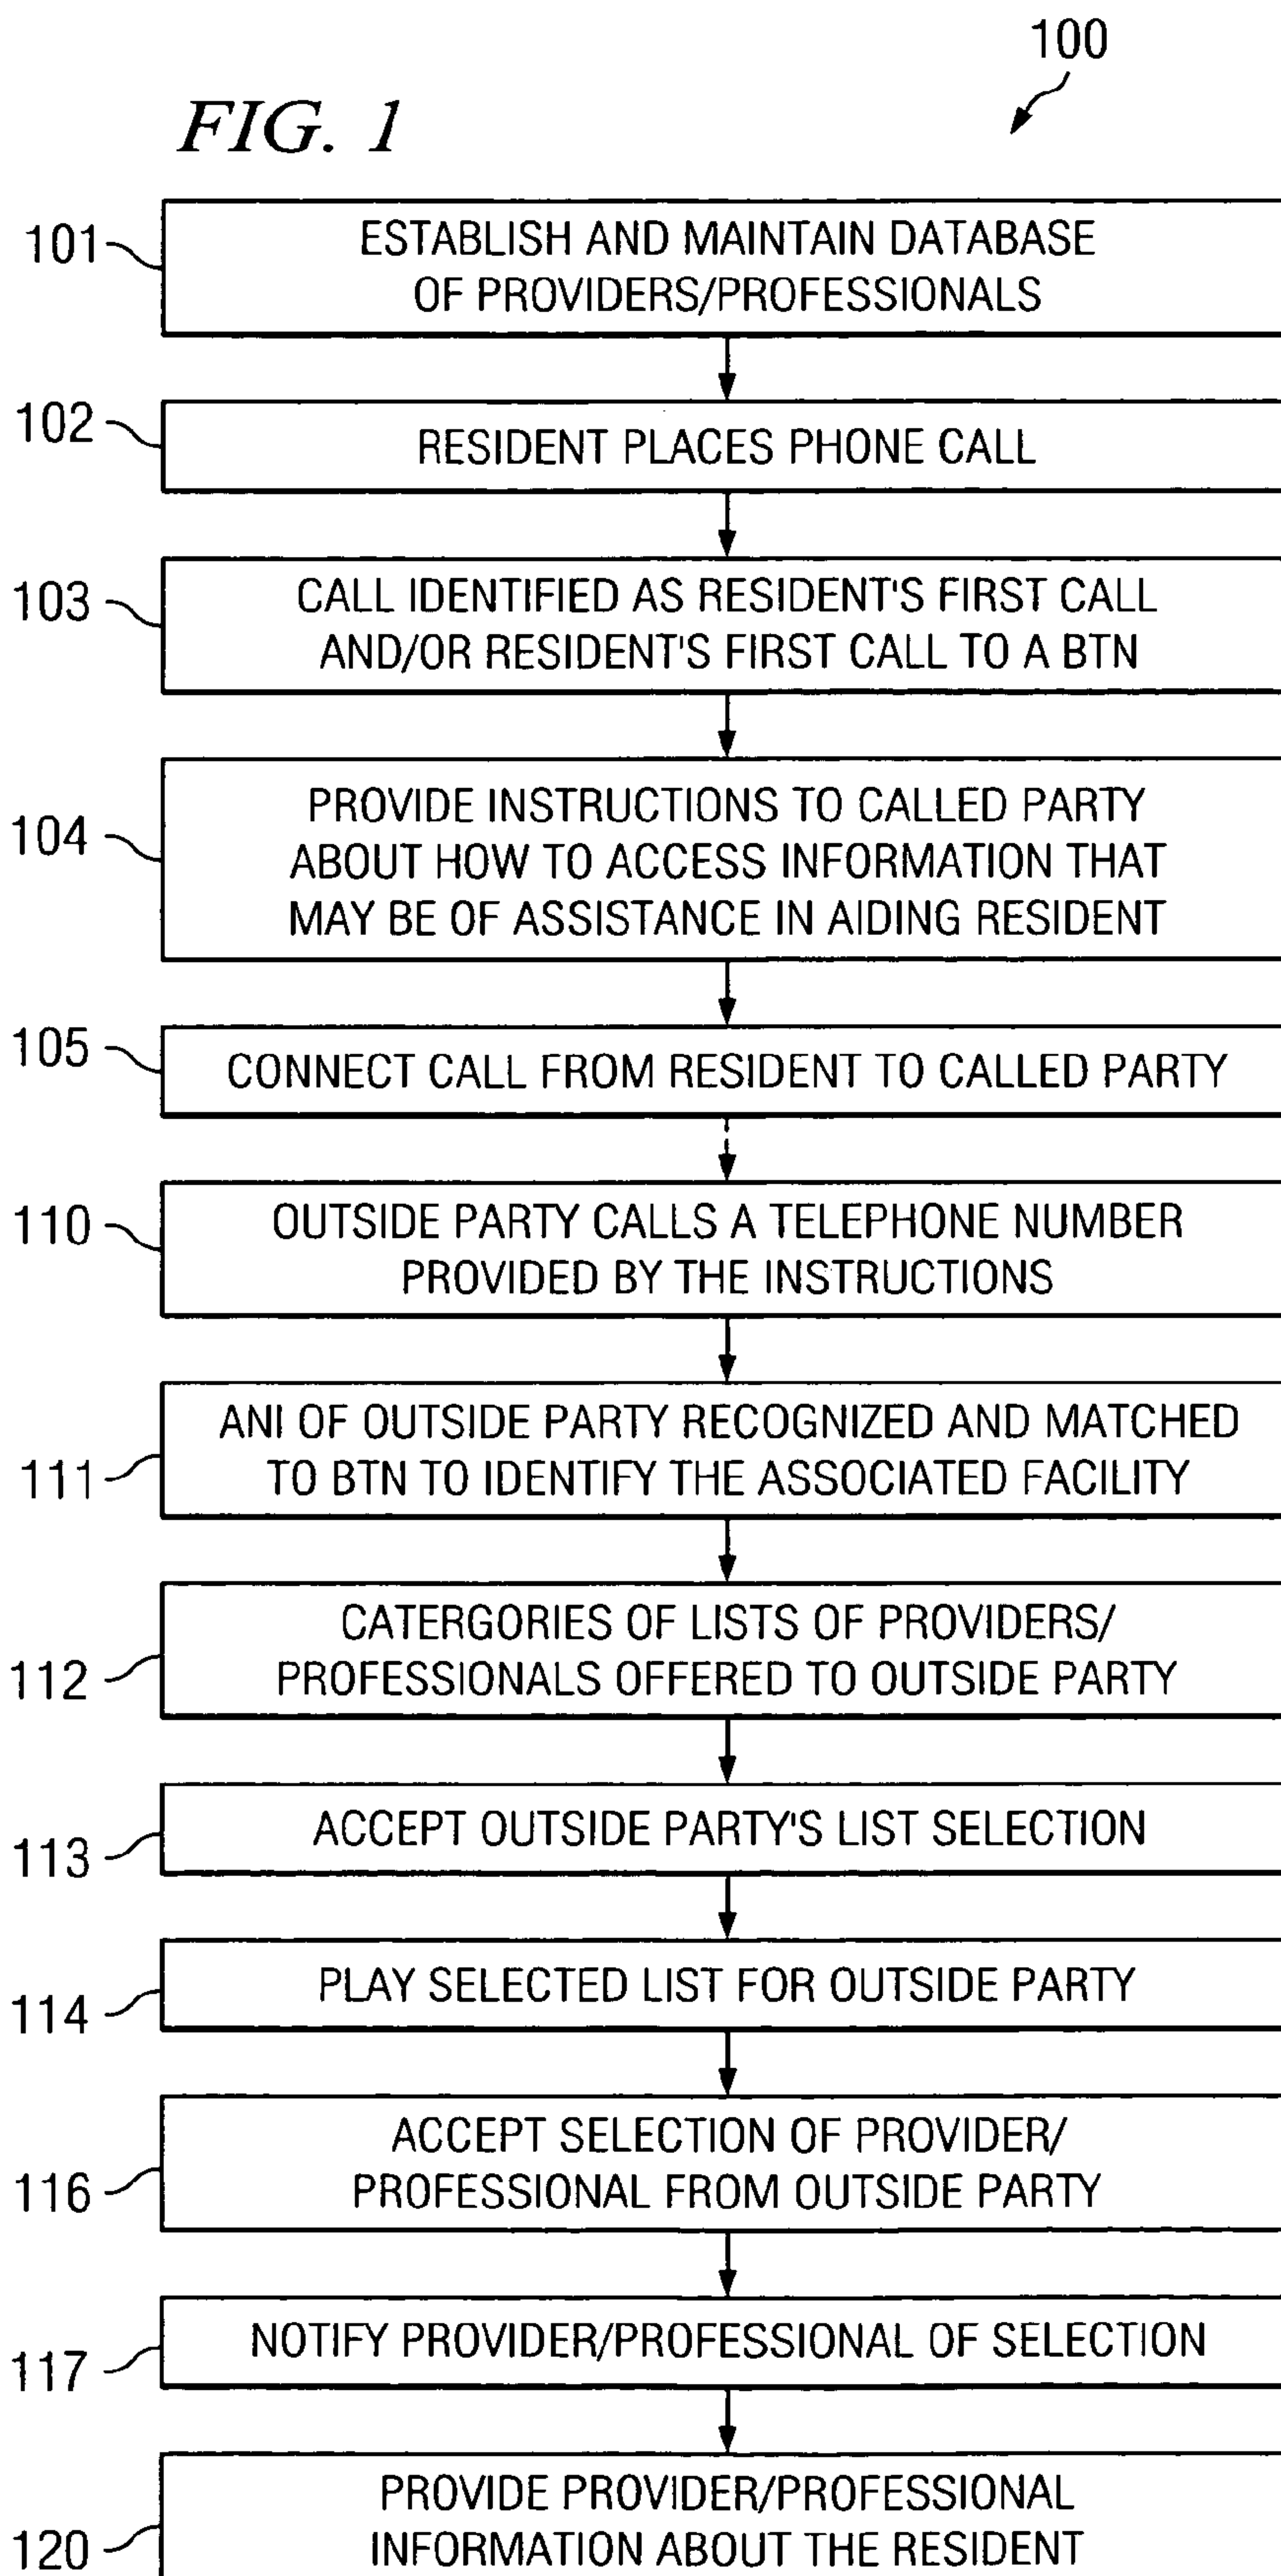 100
FIG. 1
101
ESTABLISH AND MAINTAIN DATABASE
OF PROVIDERS/PROFESSIONALS
102
RESIDENT PLACES PHONE CALL
103
CALL IDENTIFIED AS RESIDENT'S FIRST CALL
AND/OR RESIDENT'S FIRST CALL TO A BTN
104
PROVIDE INSTRUCTIONS TO CALLED PARTY
ABOUT HOW TO ACCESS INFORMATION THAT
MAY BE OF ASSISTANCE IN AIDING RESIDENT
105
CONNECT CALL FROM RESIDENT TO CALLED PARTY
110
OUTSIDE PARTY CALLS A TELEPHONE NUMBER
PROVIDED BY THE INSTRUCTIONS
111
ANI OF OUTSIDE PARTY RECOGNIZED AND MATCHED
TO BTN TO IDENTIFY THE ASSOCIATED FACILITY
112
CATERGORIES OF LISTS OF PROVIDERS/
PROFESSIONALS OFFERED TO OUTSIDE PARTY
113
ACCEPT OUTSIDE PARTY'S LIST SELECTION
114
PLAY SELECTED LIST FOR OUTSIDE PARTY
116
ACCEPT SELECTION OF PROVIDER/
PROFESSIONAL FROM OUTSIDE PARTY
117
NOTIFY PROVIDER/PROFESSIONAL OF SELECTION
120
PROVIDE PROVIDER/PROFESSIONAL
INFORMATION ABOUT THE RESIDENT